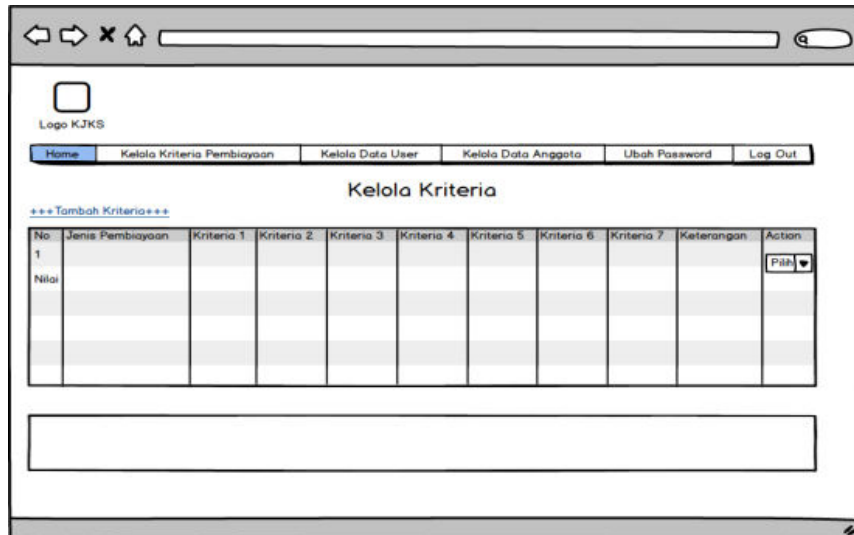 Logo KJKS
Home Kelola Kriteria Pembiayaan Kelola Data User Kelola Data Anggota Ubah Password Log Out
Kelola Kriteria
+++Tambah Kriteria+++
No Jenis Pembiayaan Kriteria 1 Kriteria 2 Kriteria 3 Kriteria 4 Kriteria 5 Kriteria 6 Kriteria 7 Keterangan Action
1 Pilih
Nilai